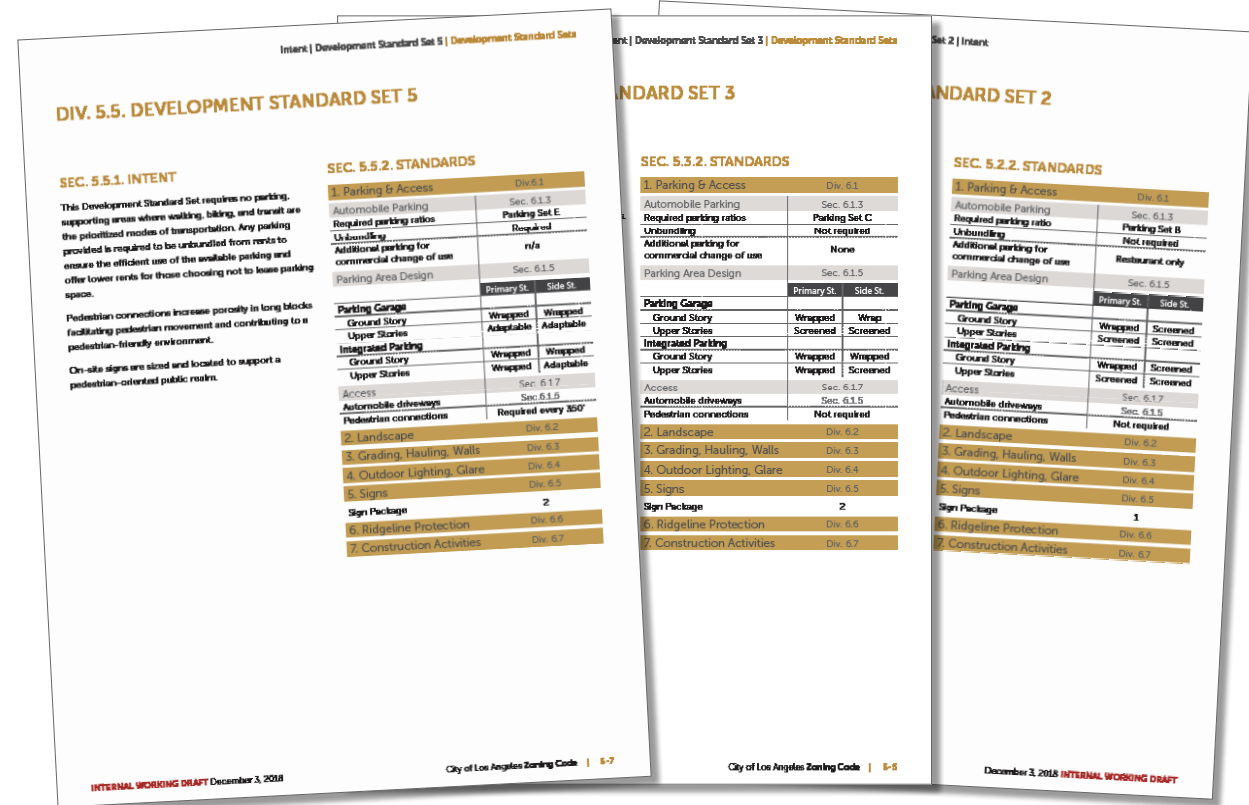 Intent | Development Standard Set 5 | Development Standard Sets
DIV. 5.5. DEVELOPMENT STANDARD SET 5
SEC. 5.5.1. INTENT
This Development Standard Set requires no parking,
supporting areas where walking, biking, and transit are
the prioritized modes of transportation. Any parking
provided is required to be unbundled from rents to
ensure the efficient use of the available parking and
offer lower rents for those choosing not to lease parking
space.
Pedestrian connections increase porosity in long blocks
facilitating pedestrian movement and contributing to a
pedestrian-friendly environment.
On-site signs are sized and located to support a
pedestrian-oriented public realm.
SEC. 5.5.2. STANDARDS
1. Parking & Access Div.6.1
Automobile Parking Sec. 6.1.3
Required parking ratios Parking Set E
Unbundling Required
Additional parking for
commercial change of use n/a
Parking Area Design Sec. 6.1.5
Primary St. Side St.
Parking Garage
Ground Story Wrapped Wrapped
Upper Stories Adaptable Adaptable
Integrated Parking
Ground Story Wrapped Wrapped
Upper Stories Wrapped Adaptable
Access Sec. 6.1.7
Automobile driveways Sec.6.1.5
Pedestrian connections Required every 350'
2. Landscape Div. 6.2
3. Grading, Hauling, Walls Div. 6.3
4. Outdoor Lighting, Glare Div. 6.4
5. Signs Div. 6.5
Sign Package 2
6. Ridgeline Protection Div. 6.6
7. Construction Activities Div. 6.7
INTERNAL WORKING DRAFT December 3, 2018
City of Los Angeles Zoning Code | 5-7
ent | Development Standard Set 3 | Development Standard Sets
NDARD SET 3
SEC. 5.3.2. STANDARDS
1. Parking & Access Div. 6.1
Automobile Parking Sec. 6.1.3
Required parking ratios Parking Set C
Unbundling Not required
Additional parking for
commercial change of use None
Parking Area Design Sec. 6.1.5
Primary St. Side St.
Parking Garage
Ground Story Wrapped Wrap
Upper Stories Screened Screened
Integrated Parking
Ground Story Wrapped Wrapped
Upper Stories Wrapped Screened
Access Sec. 6.1.7
Automobile driveways Sec. 6.1.5
Pedestrian connections Not required
2. Landscape Div. 6.2
3. Grading, Hauling, Walls Div. 6.3
4. Outdoor Lighting, Glare Div. 6.4
5. Signs Div. 6.5
Sign Package 2
6. Ridgeline Protection Div. 6.6
7. Construction Activities Div. 6.7
City of Los Angeles Zoning Code | 5-5
Set 2 | Intent
NDARD SET 2
SEC. 5.2.2. STANDARDS
1. Parking & Access Div. 6.1
Automobile Parking Sec. 6.1.3
Required parking ratio Parking Set B
Unbundling Not required
Additional parking for
commercial change of use Restaurant only
Parking Area Design Sec. 6.1.5
Primary St. Side St.
Parking Garage
Ground Story Wrapped Screened
Upper Stories Screened Screened
Integrated Parking
Ground Story Wrapped Screened
Upper Stories Screened Screened
Access Sec. 6.1.7
Automobile driveways Sec. 6.1.5
Pedestrian connections Not required
2. Landscape Div. 6.2
3. Grading, Hauling, Walls Div. 6.3
4. Outdoor Lighting, Glare Div. 6.4
5. Signs Div. 6.5
Sign Package 1
6. Ridgeline Protection Div. 6.6
7. Construction Activities Div. 6.7
December 3, 2018 INTERNAL WORKING DRAFT